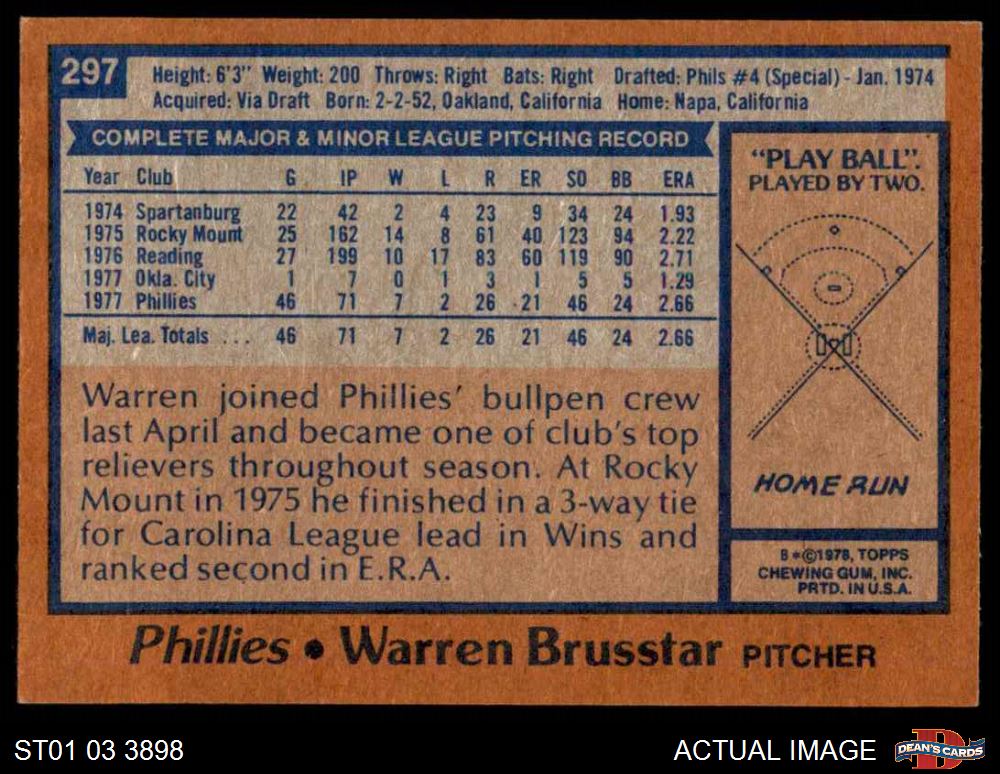 297
Height: 6'3" Weight: 200 Throws: Right Bats: Right Drafted: Phils #4 (Special) - Jan. 1974
Acquired: Via Draft Born: 2-2-52, Oakland, California Home: Napa, California
COMPLETE MAJOR & MINOR LEAGUE PITCHING RECORD
Year Club G IP W L R ER SO BB ERA
1974 Spartanburg 22 42 2 4 23 9 34 24 1.93
1975 Rocky Mount 25 162 14 8 61 40 123 94 2.22
1976 Reading 27 199 10 17 83 60 119 90 2.71
1977 Okla. City 1 7 0 1 3 1 5 5 1.29
1977 Phillies 46 71 7 2 26 21 46 24 2.66
Maj. Lea. Totals ... 46 71 7 2 26 21 46 24 2.66
Warren joined Phillies' bullpen crew
last April and became one of club's top
relievers throughout season. At Rocky
Mount in 1975 he finished in a 3-way tie
for Carolina League lead in Wins and
ranked second in E.R.A.
"PLAY BALL".
PLAYED BY TWO.
HOME RUN
B*©1978, TOPPS
CHEWING GUM, INC.
PRTD. IN U.S.A.
Phillies • Warren Brusstar PITCHER
ST01 03 3898
ACTUAL IMAGE
DEAN'S CARDS